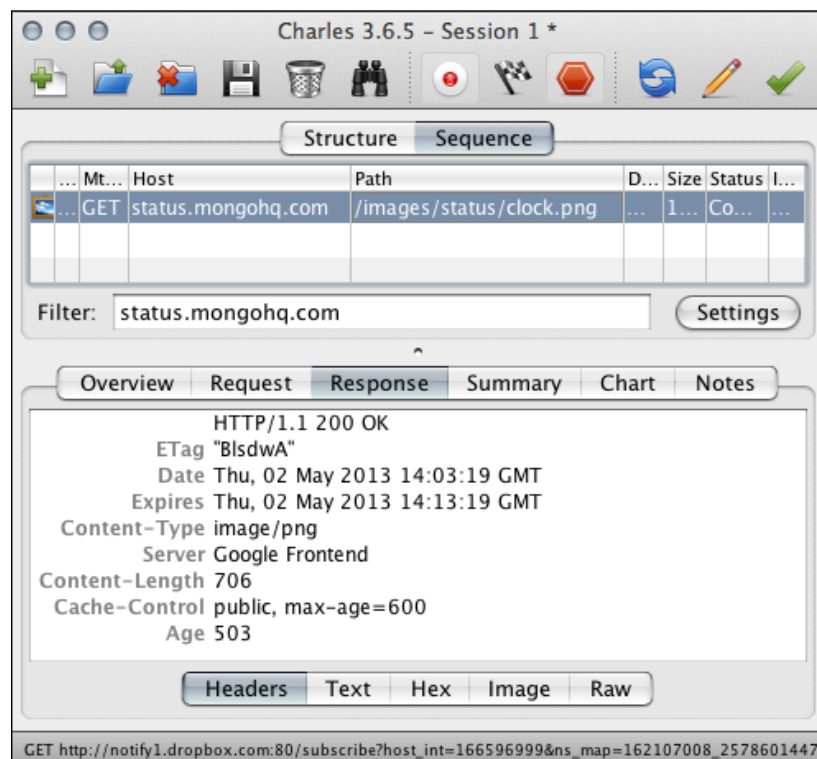 Charles 3.6.5 – Session 1 *
Structure Sequence
... Mt... Host Path D... Size Status I...
... GET status.mongohq.com /images/status/clock.png ... 1... Co... ...
Filter: status.mongohq.com Settings
Overview Request Response Summary Chart Notes
HTTP/1.1 200 OK
ETag "BlsdwA"
Date Thu, 02 May 2013 14:03:19 GMT
Expires Thu, 02 May 2013 14:13:19 GMT
Content-Type image/png
Server Google Frontend
Content-Length 706
Cache-Control public, max-age=600
Age 503
Headers Text Hex Image Raw
GET http://notify1.dropbox.com:80/subscribe?host_int=166596999&ns_map=162107008_2578601447